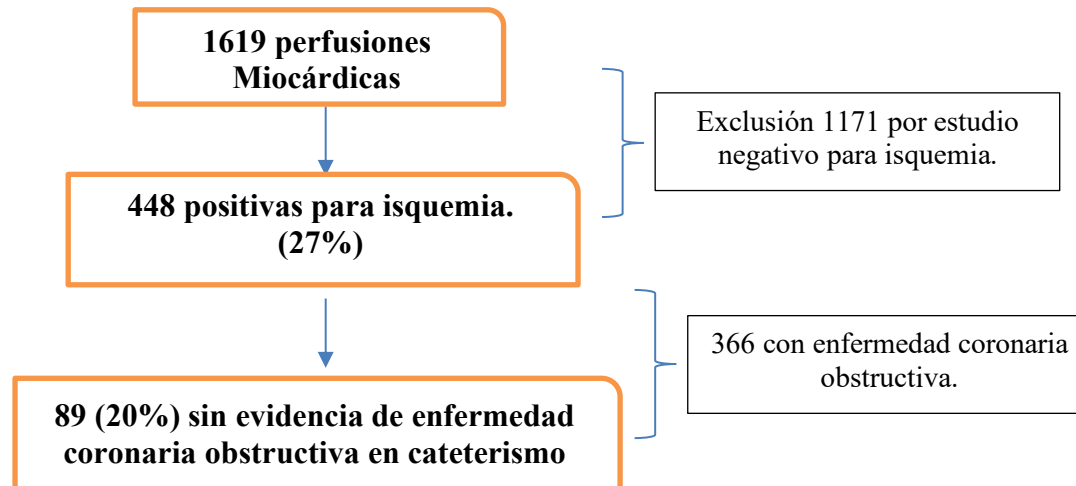 1619 perfusiones
Miocárdicas
Exclusión 1171 por estudio
negativo para isquemia.
448 positivas para isquemia.
(27%)
366 con enfermedad coronaria
obstructiva.
89 (20%) sin evidencia de enfermedad
coronaria obstructiva en cateterismo